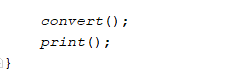 convert();
print();
}